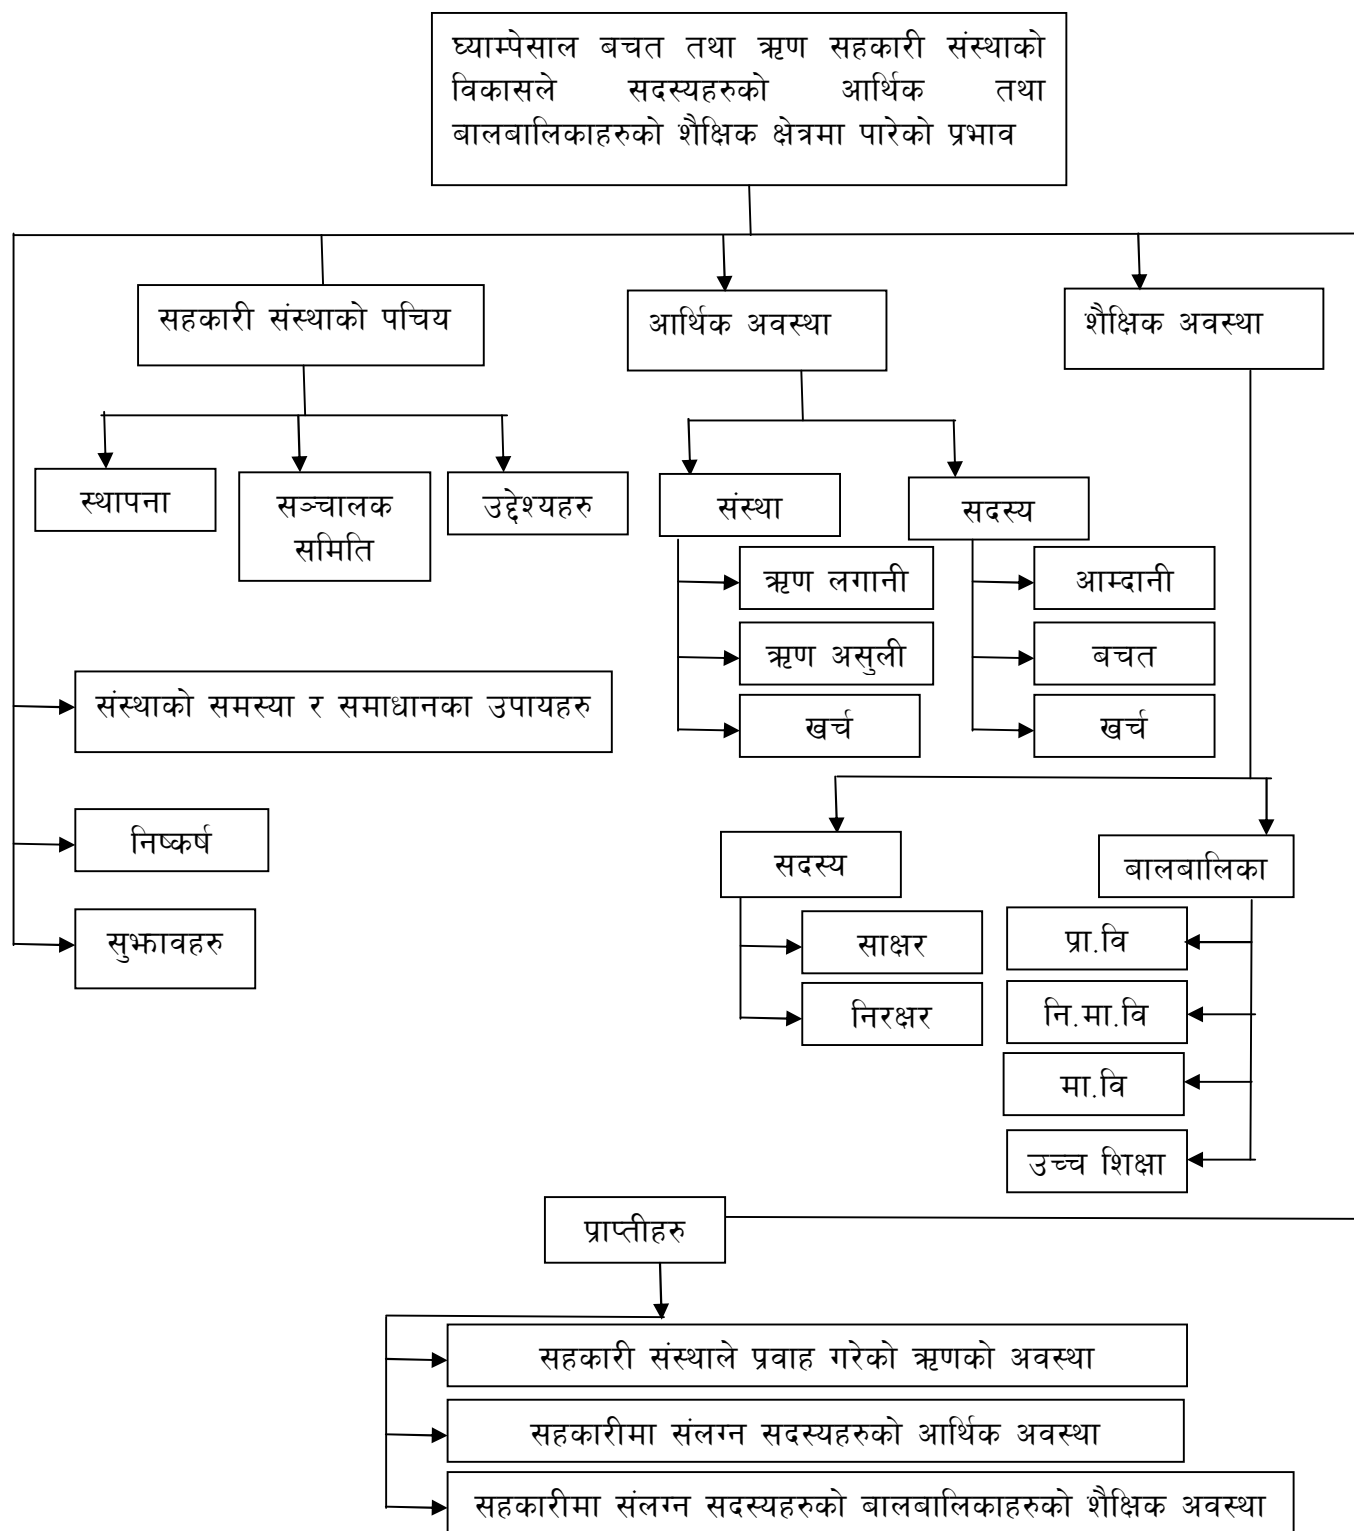 घ्याम्पेसाल बचत तथा ऋण सहकारी संस्थाको
विकासले सदस्यहरुको आर्थिक तथा
बालबालिकाहरुको शैक्षिक क्षेत्रमा पारेको प्रभाव
सहकारी संस्थाको पचिय
आर्थिक अवस्था
शैक्षिक अवस्था
स्थापना
सञ्चालक
समिति
उद्देश्यहरु
संस्था
सदस्य
ऋण लगानी
आम्दानी
ऋण असुली
बचत
खर्च
खर्च
संस्थाको समस्या र समाधानका उपायहरु
निष्कर्ष
सुझावहरु
सदस्य
बालबालिका
साक्षर
प्रा.वि
निरक्षर
नि.मा.वि
मा.वि
उच्च शिक्षा
प्राप्तीहरु
सहकारी संस्थाले प्रवाह गरेको ऋणको अवस्था
सहकारीमा संलग्न सदस्यहरुको आर्थिक अवस्था
सहकारीमा संलग्न सदस्यहरुको बालबालिकाहरुको शैक्षिक अवस्था